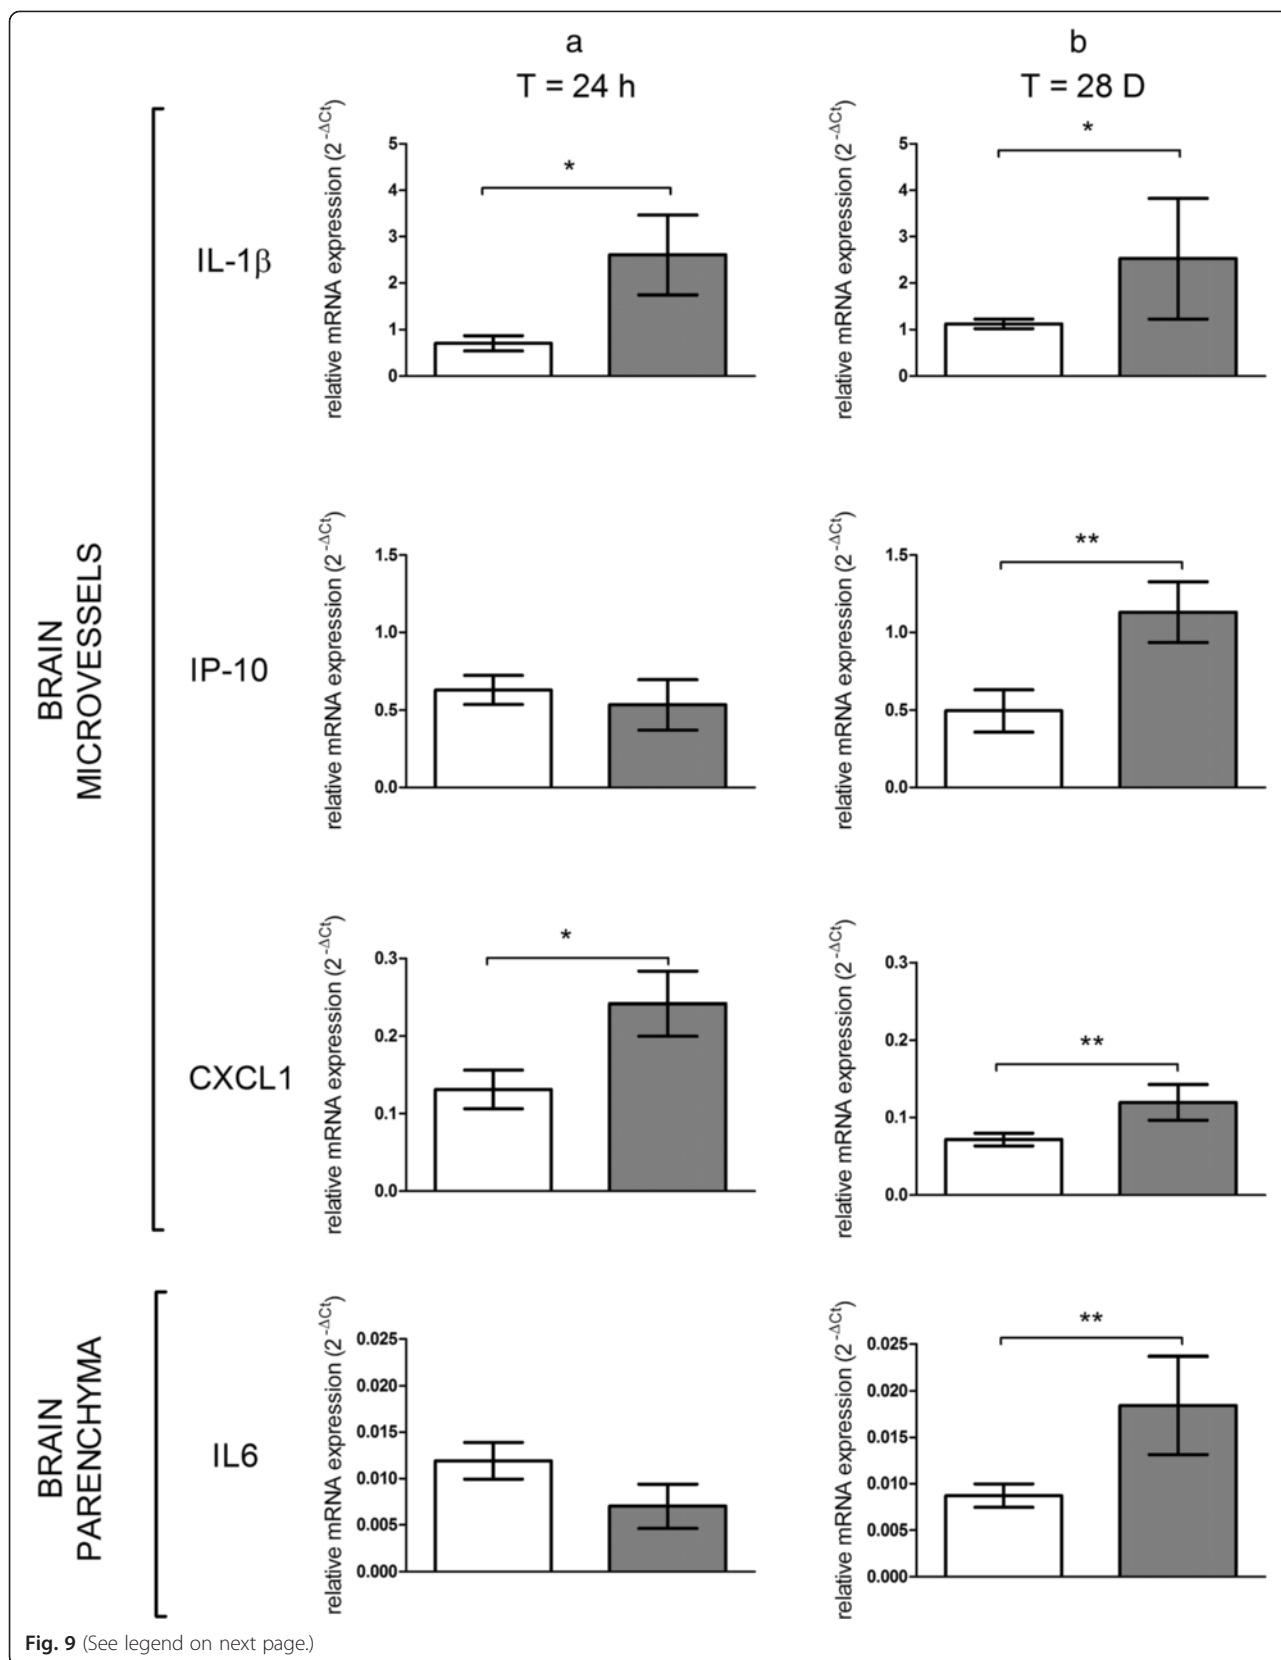 a
b
T = 24 h
T = 28 D
BRAIN
MICROVESSELS
IL-1β
relative mRNA expression (2^-ΔCt)
5
4
3
2
1
0
*
relative mRNA expression (2^-ΔCt)
5
4
3
2
1
0
*
IP-10
relative mRNA expression (2^-ΔCt)
1.5
1.0
0.5
0.0
relative mRNA expression (2^-ΔCt)
1.5
1.0
0.5
0.0
**
CXCL1
relative mRNA expression (2^-ΔCt)
0.3
0.2
0.1
0.0
*
relative mRNA expression (2^-ΔCt)
0.3
0.2
0.1
0.0
**
BRAIN
PARENCHYMA
IL6
relative mRNA expression (2^-ΔCt)
0.025
0.020
0.015
0.010
0.005
0.000
relative mRNA expression (2^-ΔCt)
0.025
0.020
0.015
0.010
0.005
0.000
**
Fig. 9 (See legend on next page.)